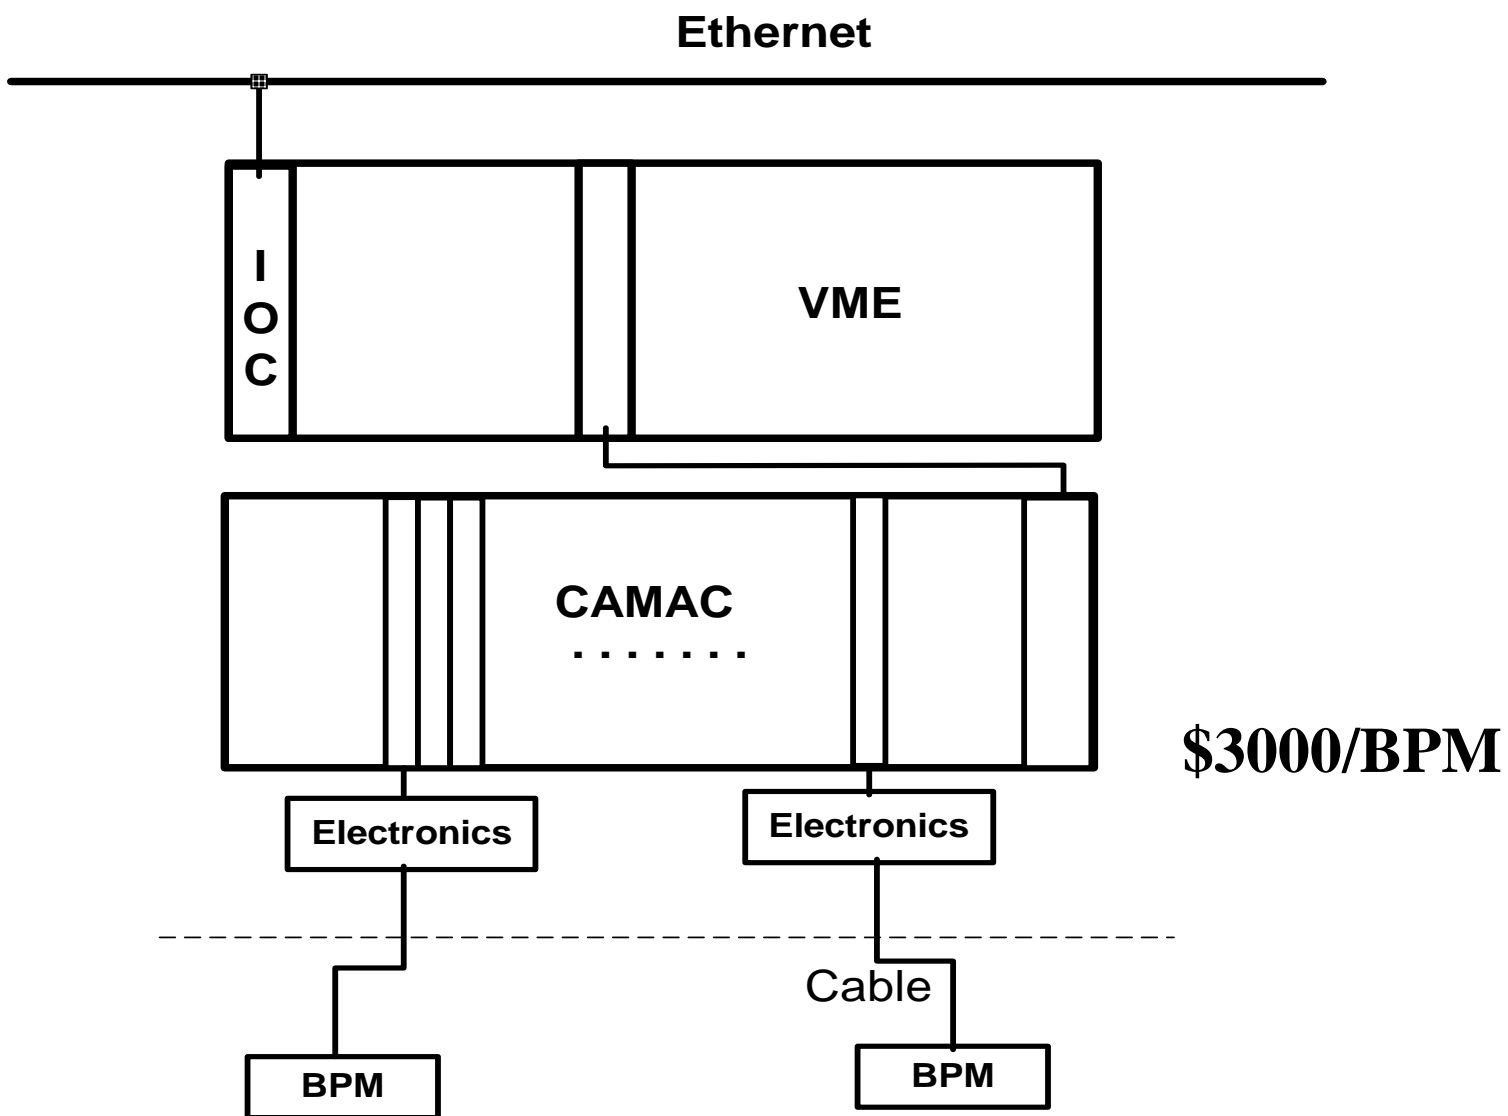 Ethernet
I
O
C
VME
CAMAC
. . . . . . .
$3000/BPM
Electronics
Electronics
Cable
BPM
BPM